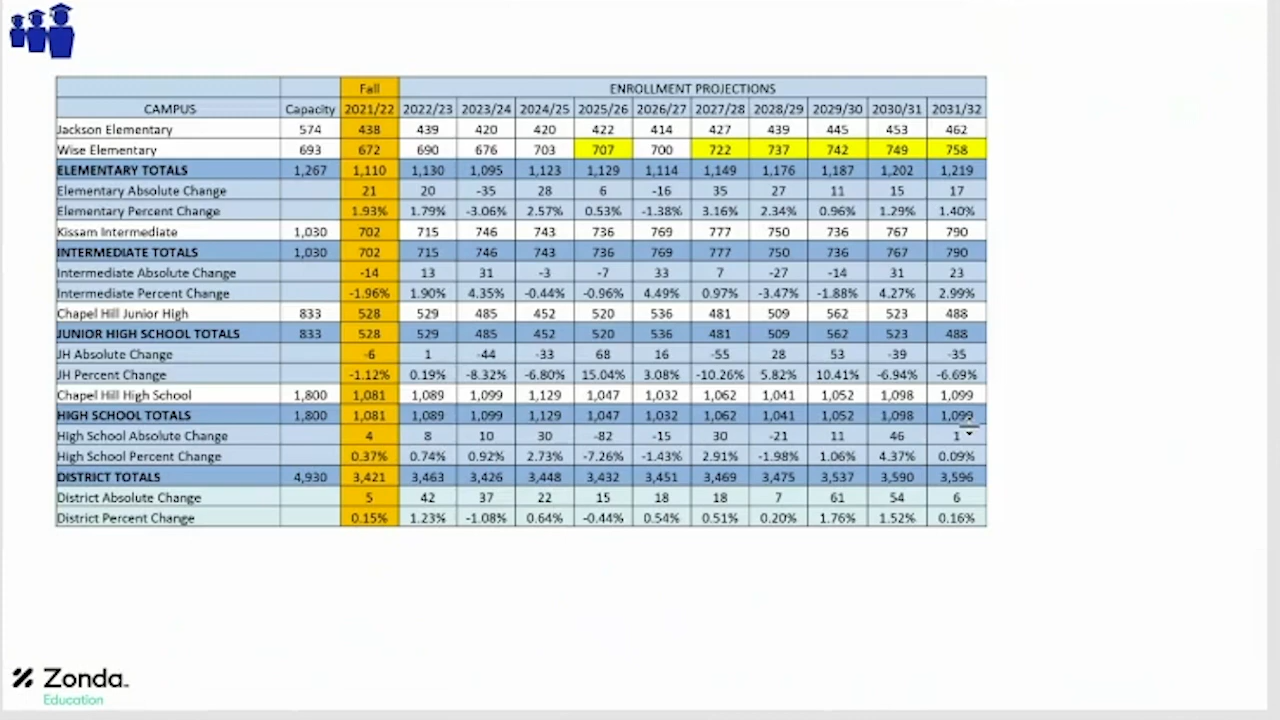 Fall ENROLLMENT PROJECTIONS
CAMPUS Capacity 2021/22 2022/23 2023/24 2024/25 2025/26 2026/27 2027/28 2028/29 2029/30 2030/31 2031/32
Jackson Elementary 574 438 439 420 420 422 414 427 439 445 453 462
Wise Elementary 693 672 690 676 703 707 700 722 737 742 749 758
ELEMENTARY TOTALS 1,267 1,110 1,130 1,095 1,123 1,129 1,114 1,149 1,176 1,187 1,202 1,219
Elementary Absolute Change 21 20 -35 28 6 -16 35 27 11 15 17
Elementary Percent Change 1.93% 1.79% -3.06% 2.57% 0.53% -1.38% 3.16% 2.34% 0.96% 1.29% 1.40%
Kissam Intermediate 1,030 702 715 746 743 736 769 777 750 736 767 790
INTERMEDIATE TOTALS 1,030 702 715 746 743 736 769 777 750 736 767 790
Intermediate Absolute Change -14 13 31 -3 -7 33 7 -27 -14 31 23
Intermediate Percent Change -1.96% 1.90% 4.35% -0.44% -0.96% 4.49% 0.97% -3.47% -1.88% 4.27% 2.99%
Chapel Hill Junior High 833 528 529 485 452 520 536 481 509 562 523 488
JUNIOR HIGH SCHOOL TOTALS 833 528 529 485 452 520 536 481 509 562 523 488
JH Absolute Change -6 1 -44 -33 68 16 -55 28 53 -39 -35
JH Percent Change -1.12% 0.19% -8.32% -6.80% 15.04% 3.08% -10.26% 5.82% 10.41% -6.94% -6.69%
Chapel Hill High School 1,800 1,081 1,089 1,099 1,129 1,047 1,032 1,062 1,041 1,052 1,098 1,099
HIGH SCHOOL TOTALS 1,800 1,081 1,089 1,099 1,129 1,047 1,032 1,062 1,041 1,052 1,098 1,099
High School Absolute Change 4 8 10 30 -82 -15 30 -21 11 46 1
High School Percent Change 0.37% 0.74% 0.92% 2.73% -7.26% -1.43% 2.91% -1.98% 1.06% 4.37% 0.09%
DISTRICT TOTALS 4,930 3,421 3,463 3,426 3,448 3,432 3,451 3,469 3,475 3,537 3,590 3,596
District Absolute Change 5 42 37 22 15 18 18 7 61 54 6
District Percent Change 0.15% 1.23% -1.08% 0.64% -0.44% 0.54% 0.51% 0.20% 1.76% 1.52% 0.16%
Zonda
Education